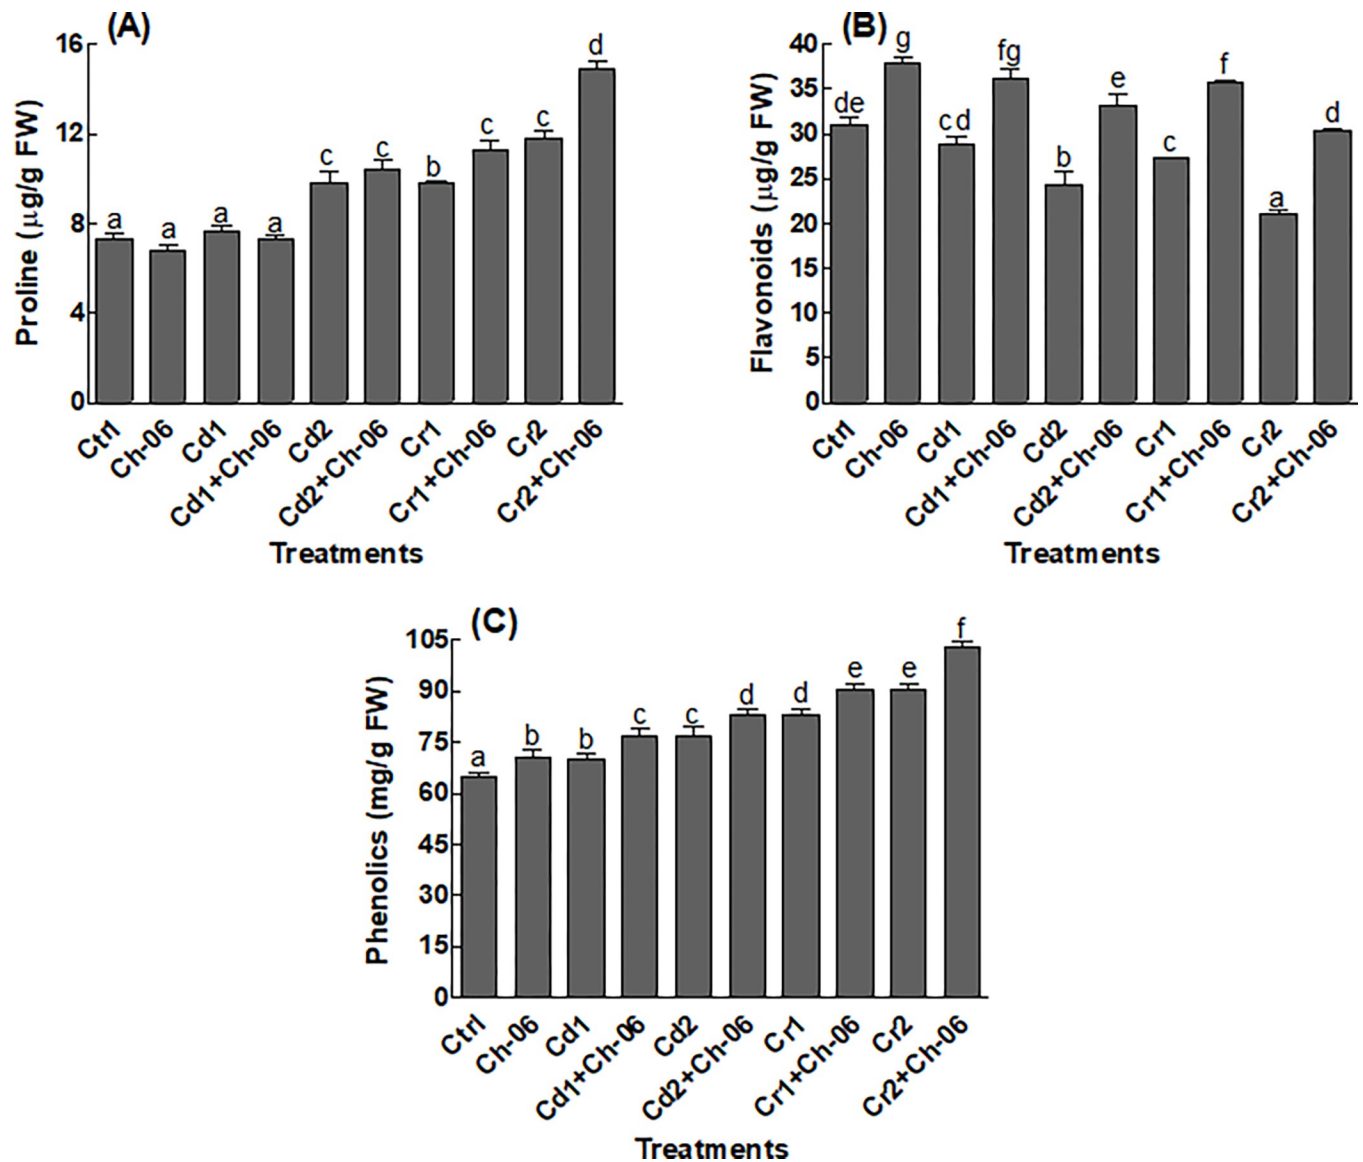 (A)
16
12
8
4
0
Proline (µg/g FW)
a
a
a
a
c
c
b
c
c
d
Ctrl
Ch-06
Cd1
Cd1+Ch-06
Cd2
Cd2+Ch-06
Cr1
Cr1+Ch-06
Cr2
Cr2+Ch-06
Treatments
(B)
40
35
30
25
20
15
10
5
0
Flavonoids (µg/g FW)
de
g
cd
fg
b
e
c
f
a
d
Ctrl
Ch-06
Cd1
Cd1+Ch-06
Cd2
Cd2+Ch-06
Cr1
Cr1+Ch-06
Cr2
Cr2+Ch-06
Treatments
(C)
105
90
75
60
45
30
15
0
Phenolics (mg/g FW)
a
b
b
c
c
d
d
e
e
f
Ctrl
Ch-06
Cd1
Cd1+Ch-06
Cd2
Cd2+Ch-06
Cr1
Cr1+Ch-06
Cr2
Cr2+Ch-06
Treatments